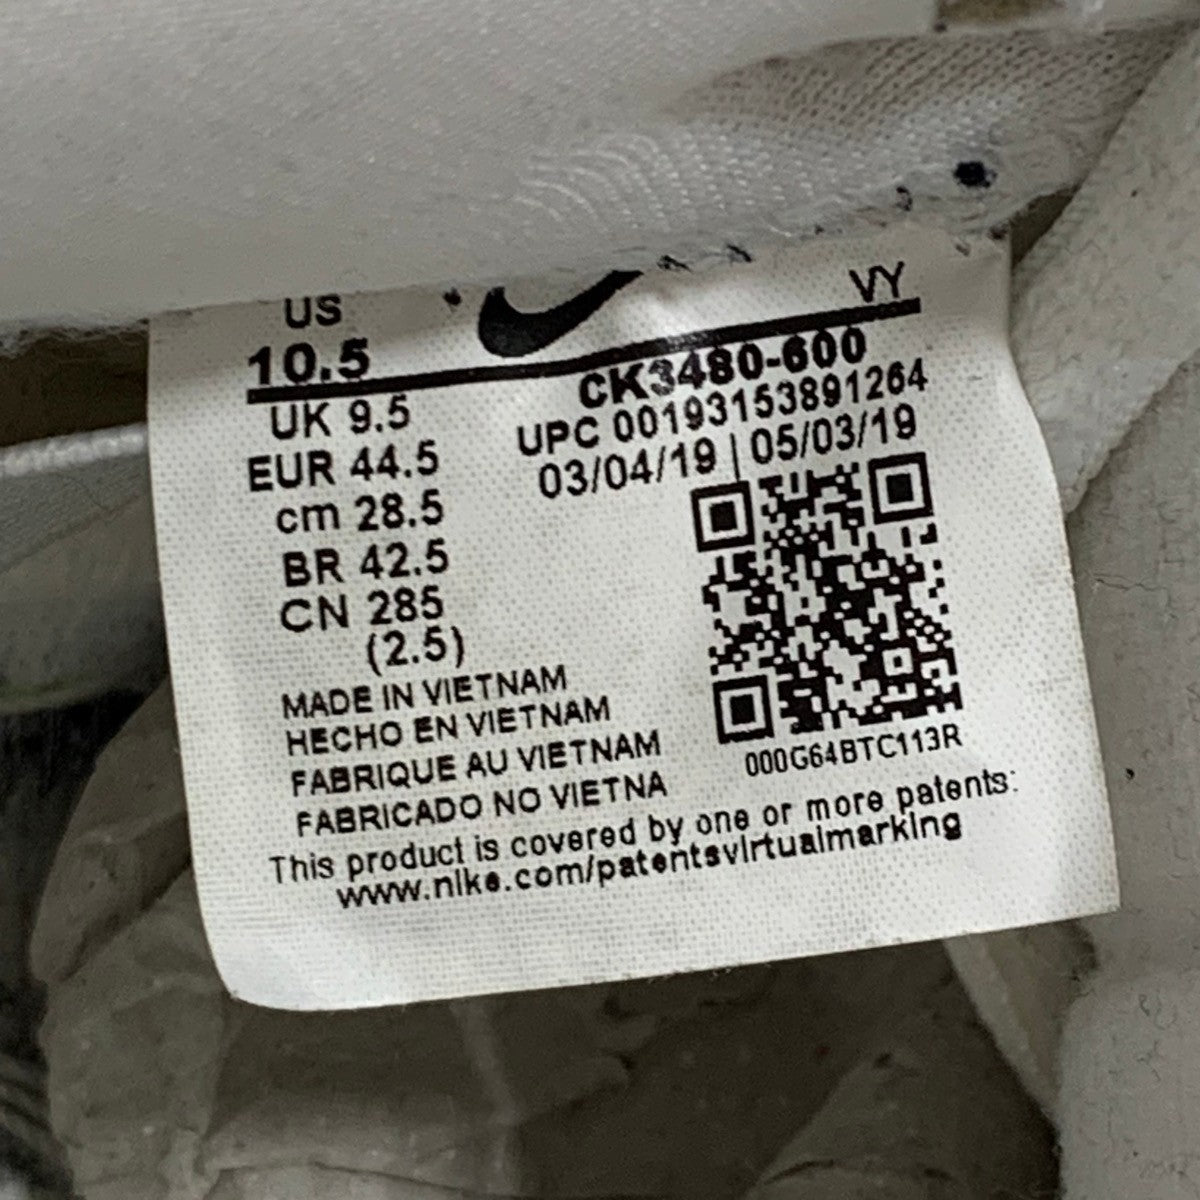 US
VY
10.5
CK3480-600
UK 9.5
UPC 00193153891264
EUR 44.5
03/04/19 | 05/03/19
cm 28.5
BR 42.5
CN 285
(2.5)
MADE IN VIETNAM
HECHO EN VIETNAM
FABRIQUE AU VIETNAM
FABRICADO NO VIETNA
000G64BTC113R
This product is covered by one or more patents:
www.nike.com/patentsvirtualmarking